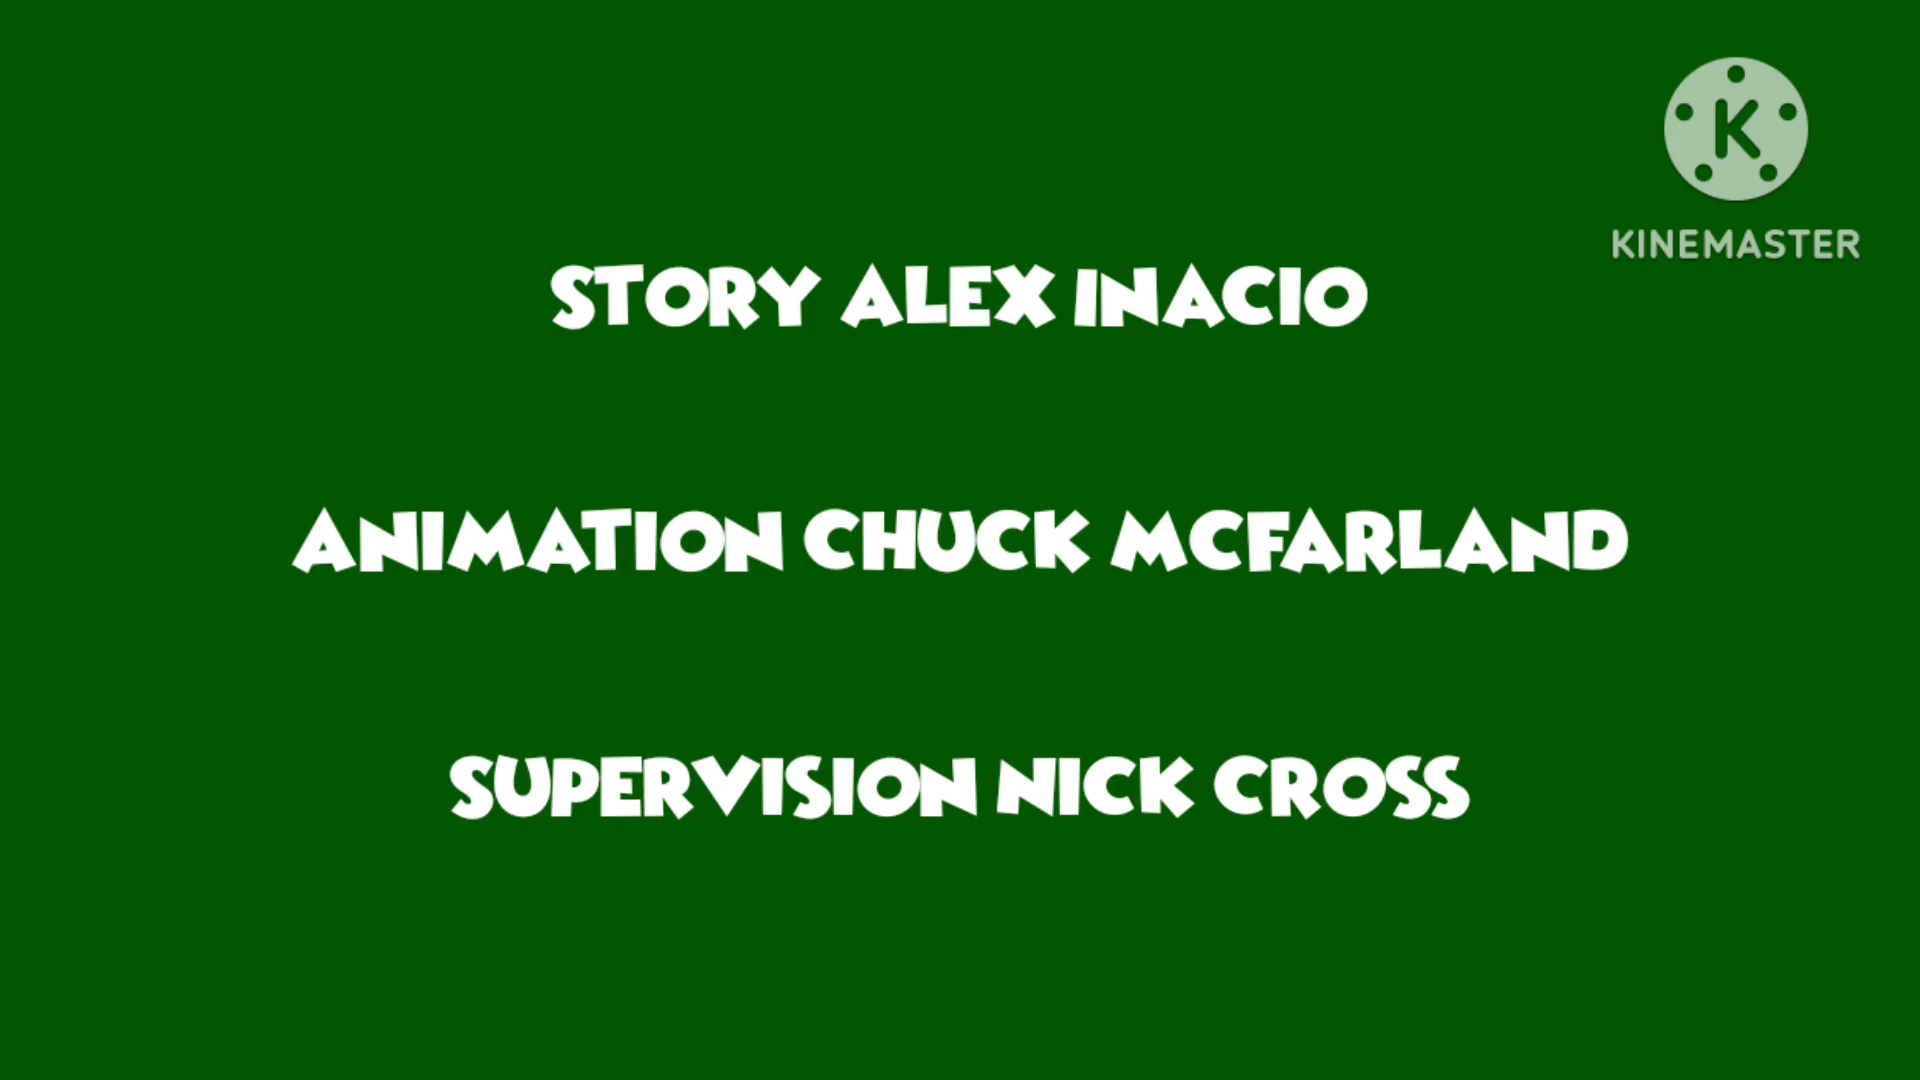 K
KINEMASTER
STORY ALEX INACIO
ANIMATION CHUCK MCFARLAND
SUPERVISION NICK CROSS